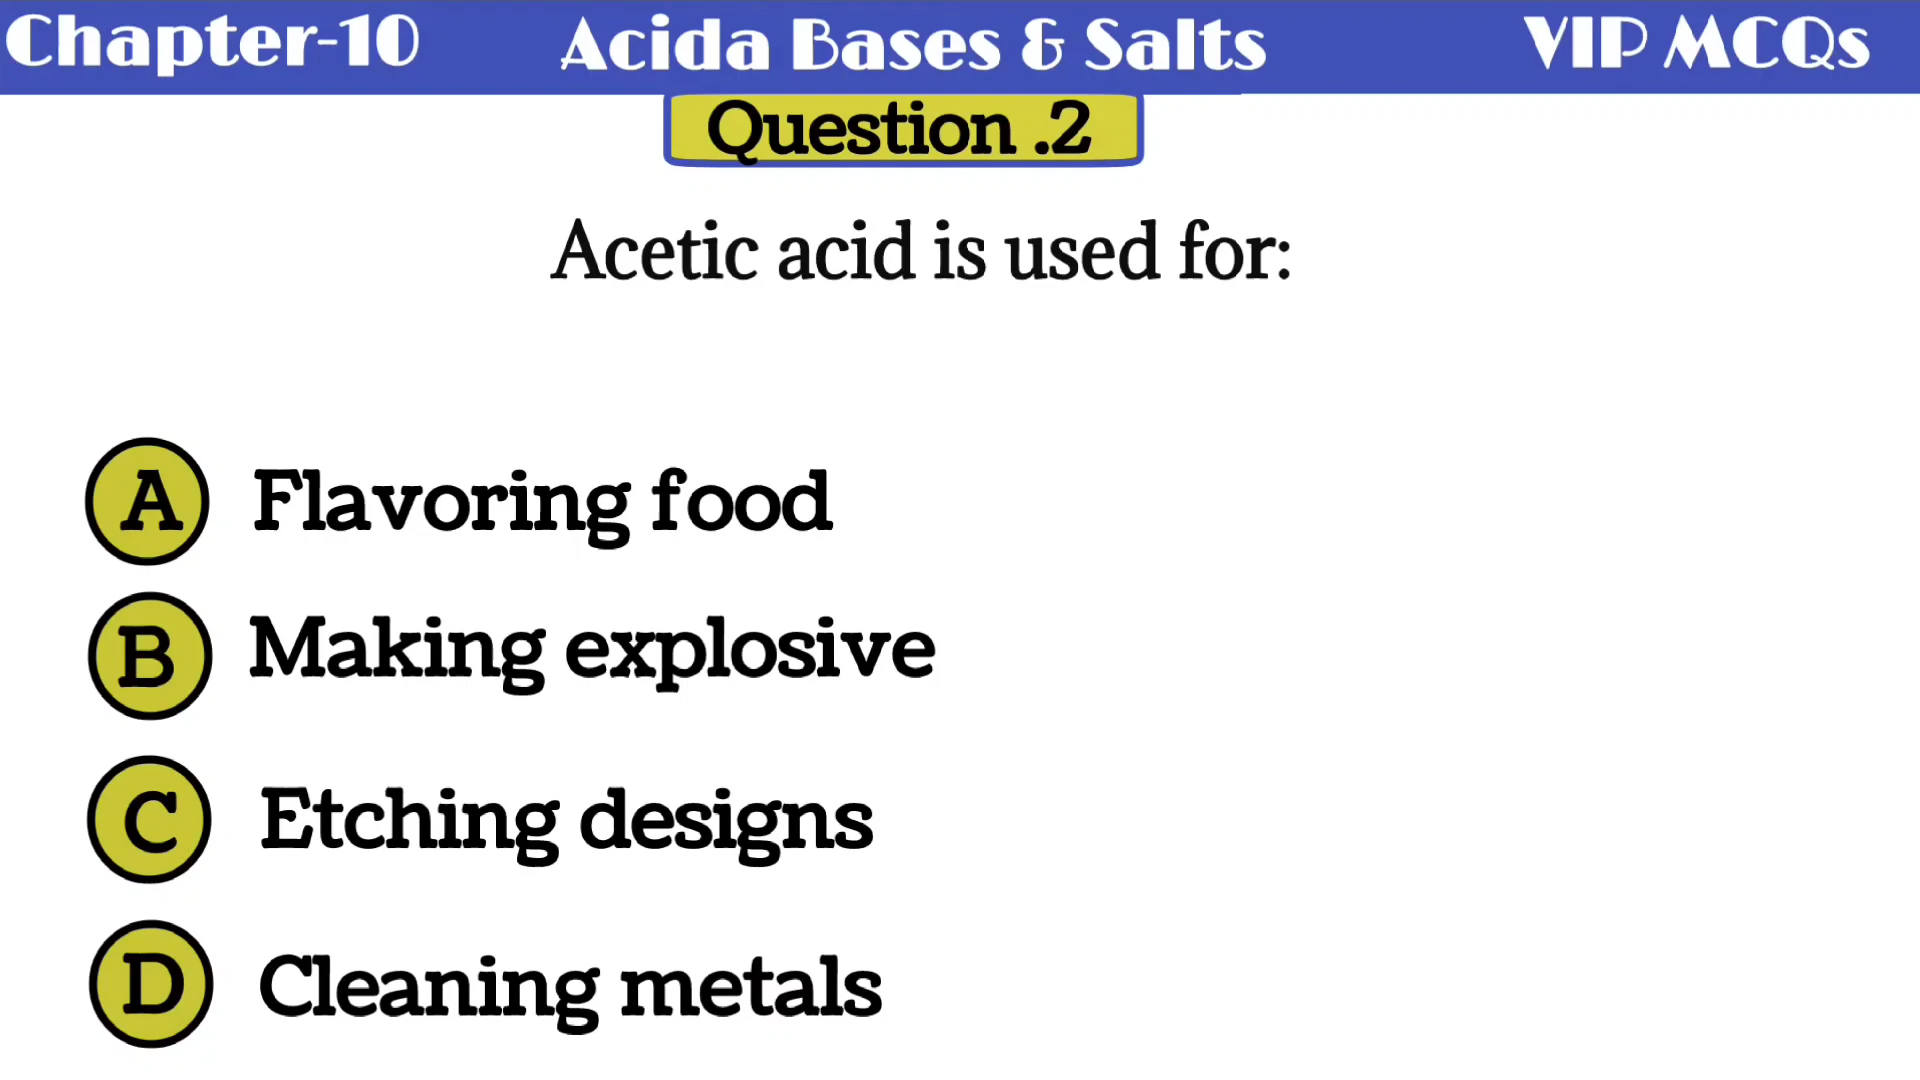 Chapter-10 Acida Bases & Salts VIP MCQs
Question .2
Acetic acid is used for:
A Flavoring food
B Making explosive
C Etching designs
D Cleaning metals